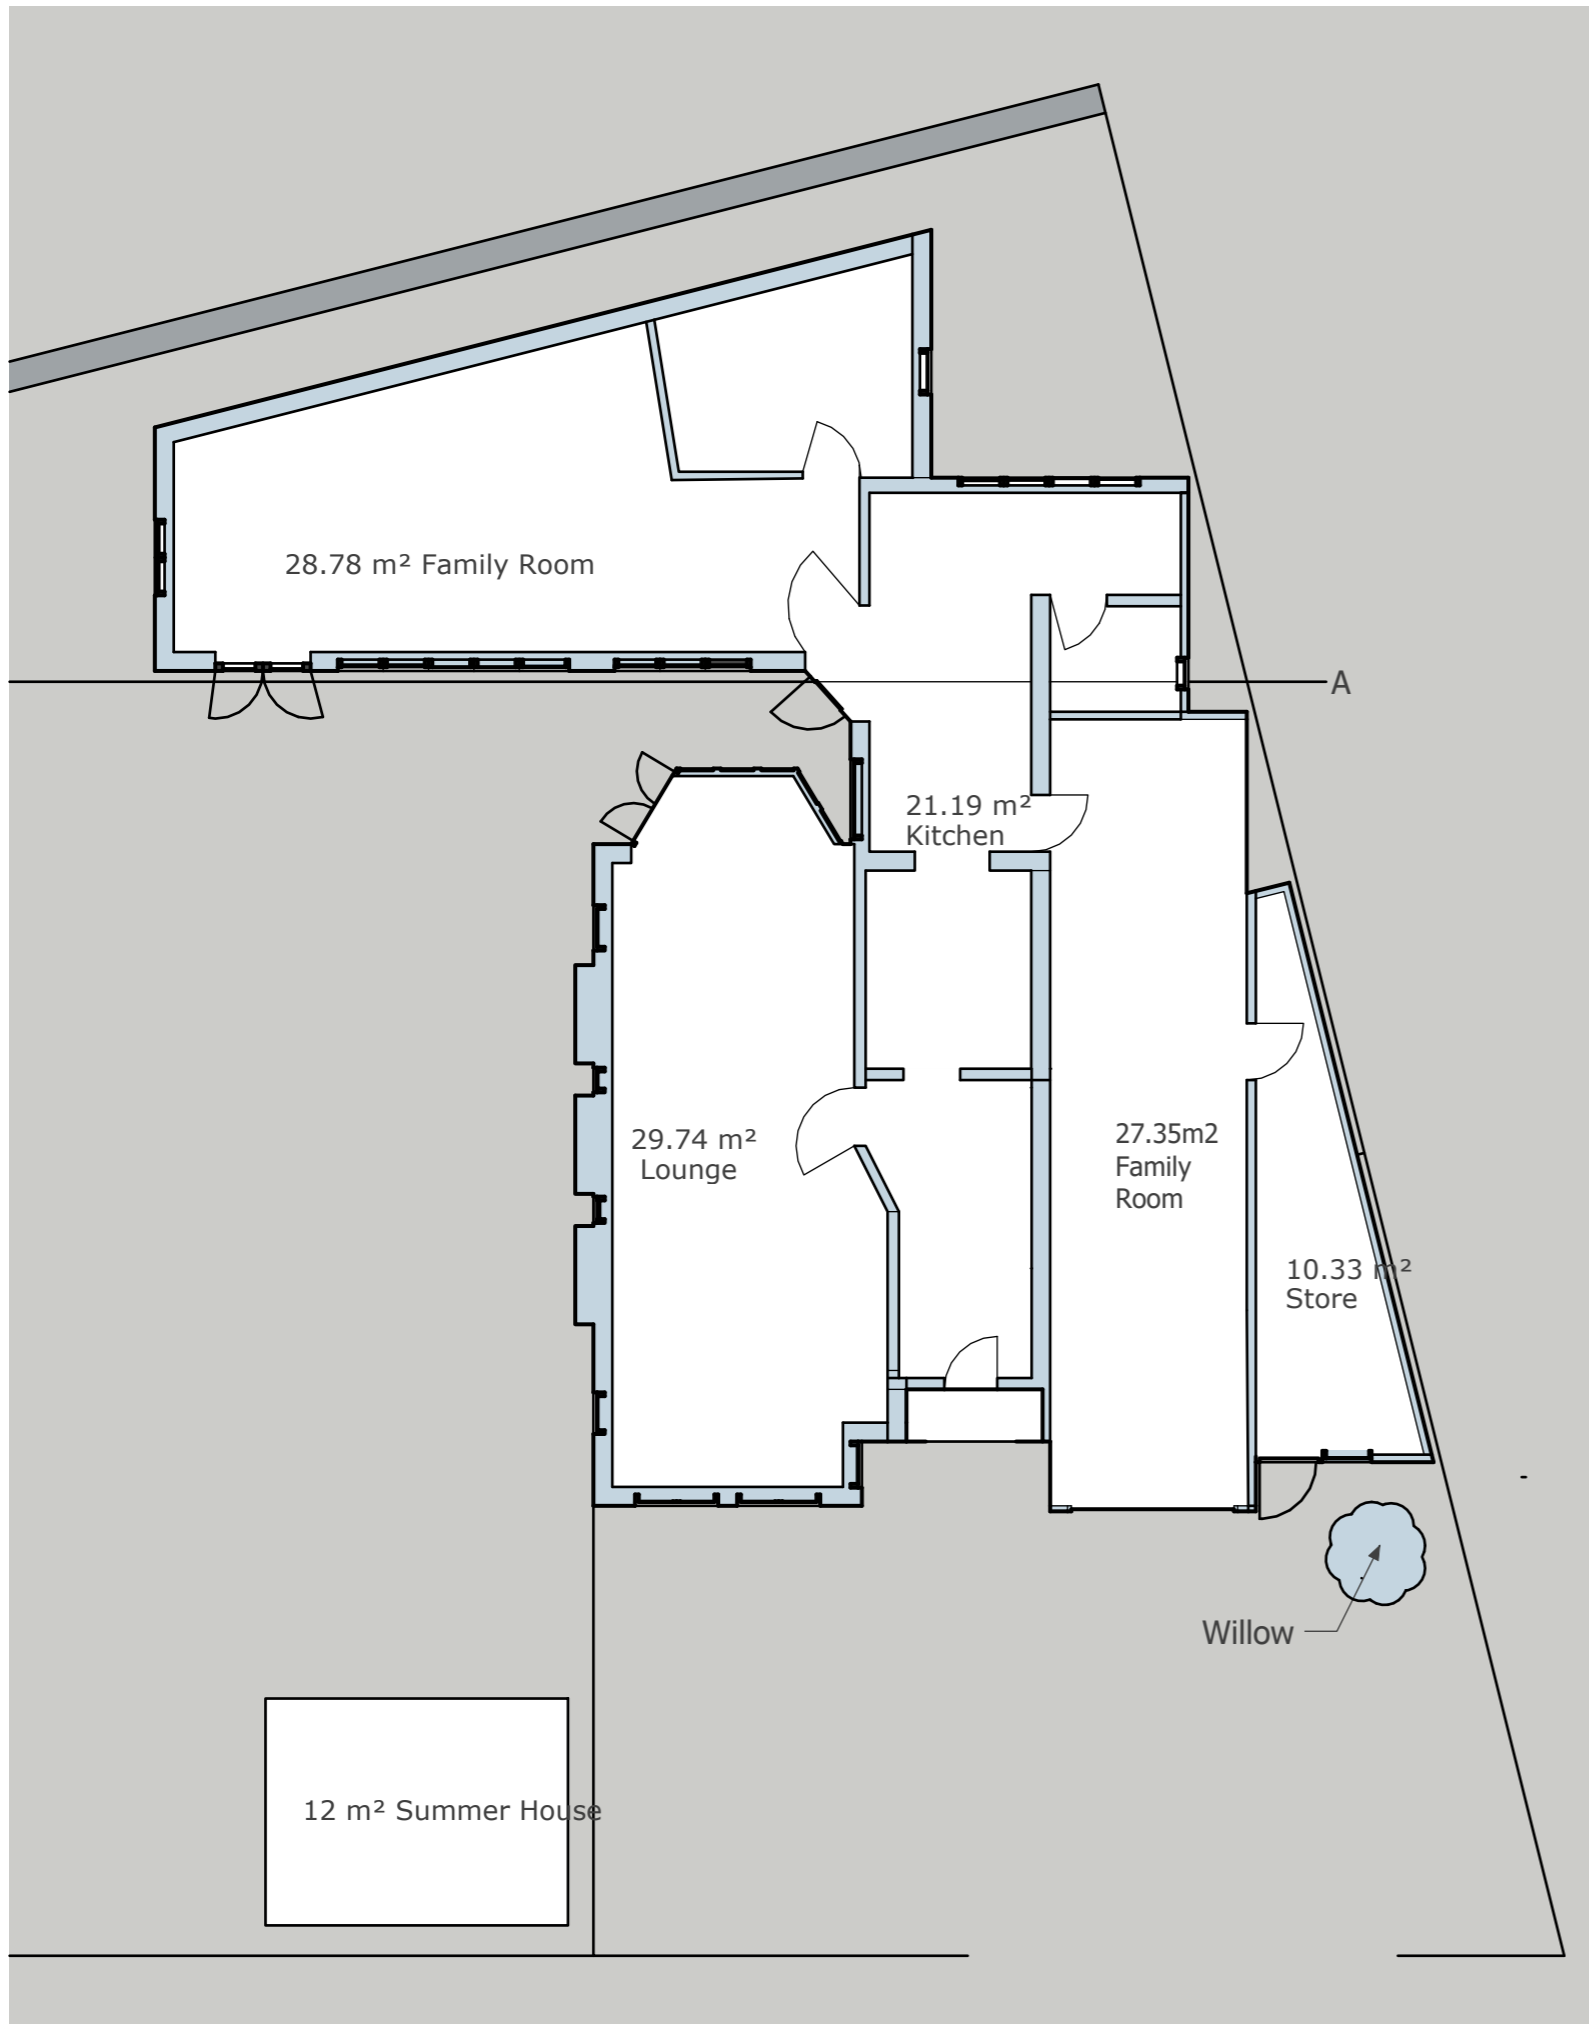 28.78 m² Family Room
A
21.19 m²
Kitchen
29.74 m²
Lounge
27.35m2
Family
Room
10.33 m²
Store
Willow
12 m² Summer House